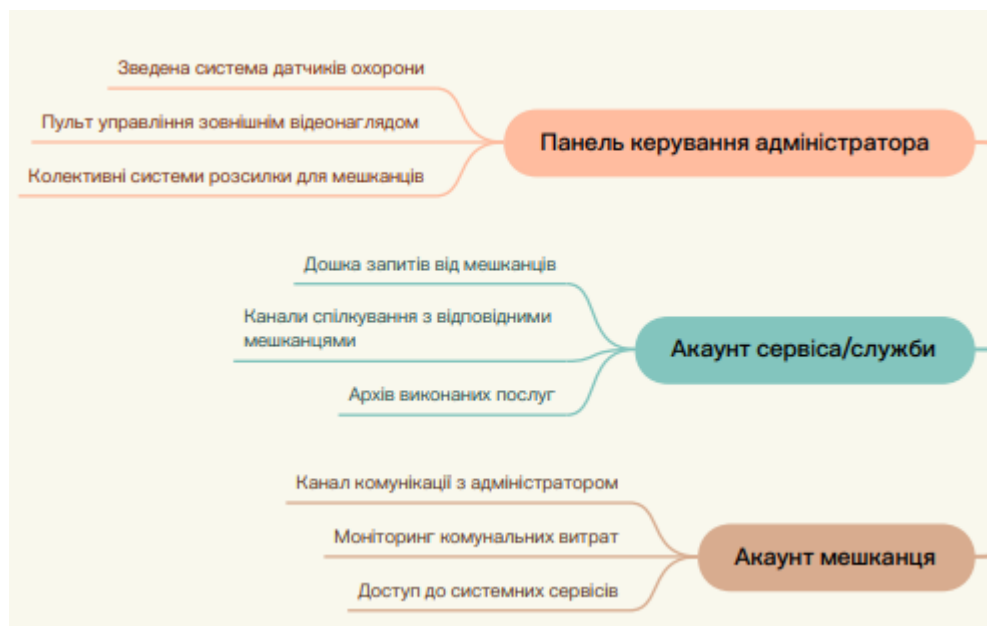 Зведена система датчиків охорони
Пульт управління зовнішнім відеонаглядом
Колективні системи розсилки для мешканців
Панель керування адміністратора
Дошка запитів від мешканців
Канали спілкування з відповідними
мешканцями
Архів виконаних послуг
Акаунт сервіса/служби
Канал комунікації з адміністратором
Моніторинг комунальних витрат
Доступ до системних сервісів
Акаунт мешканця